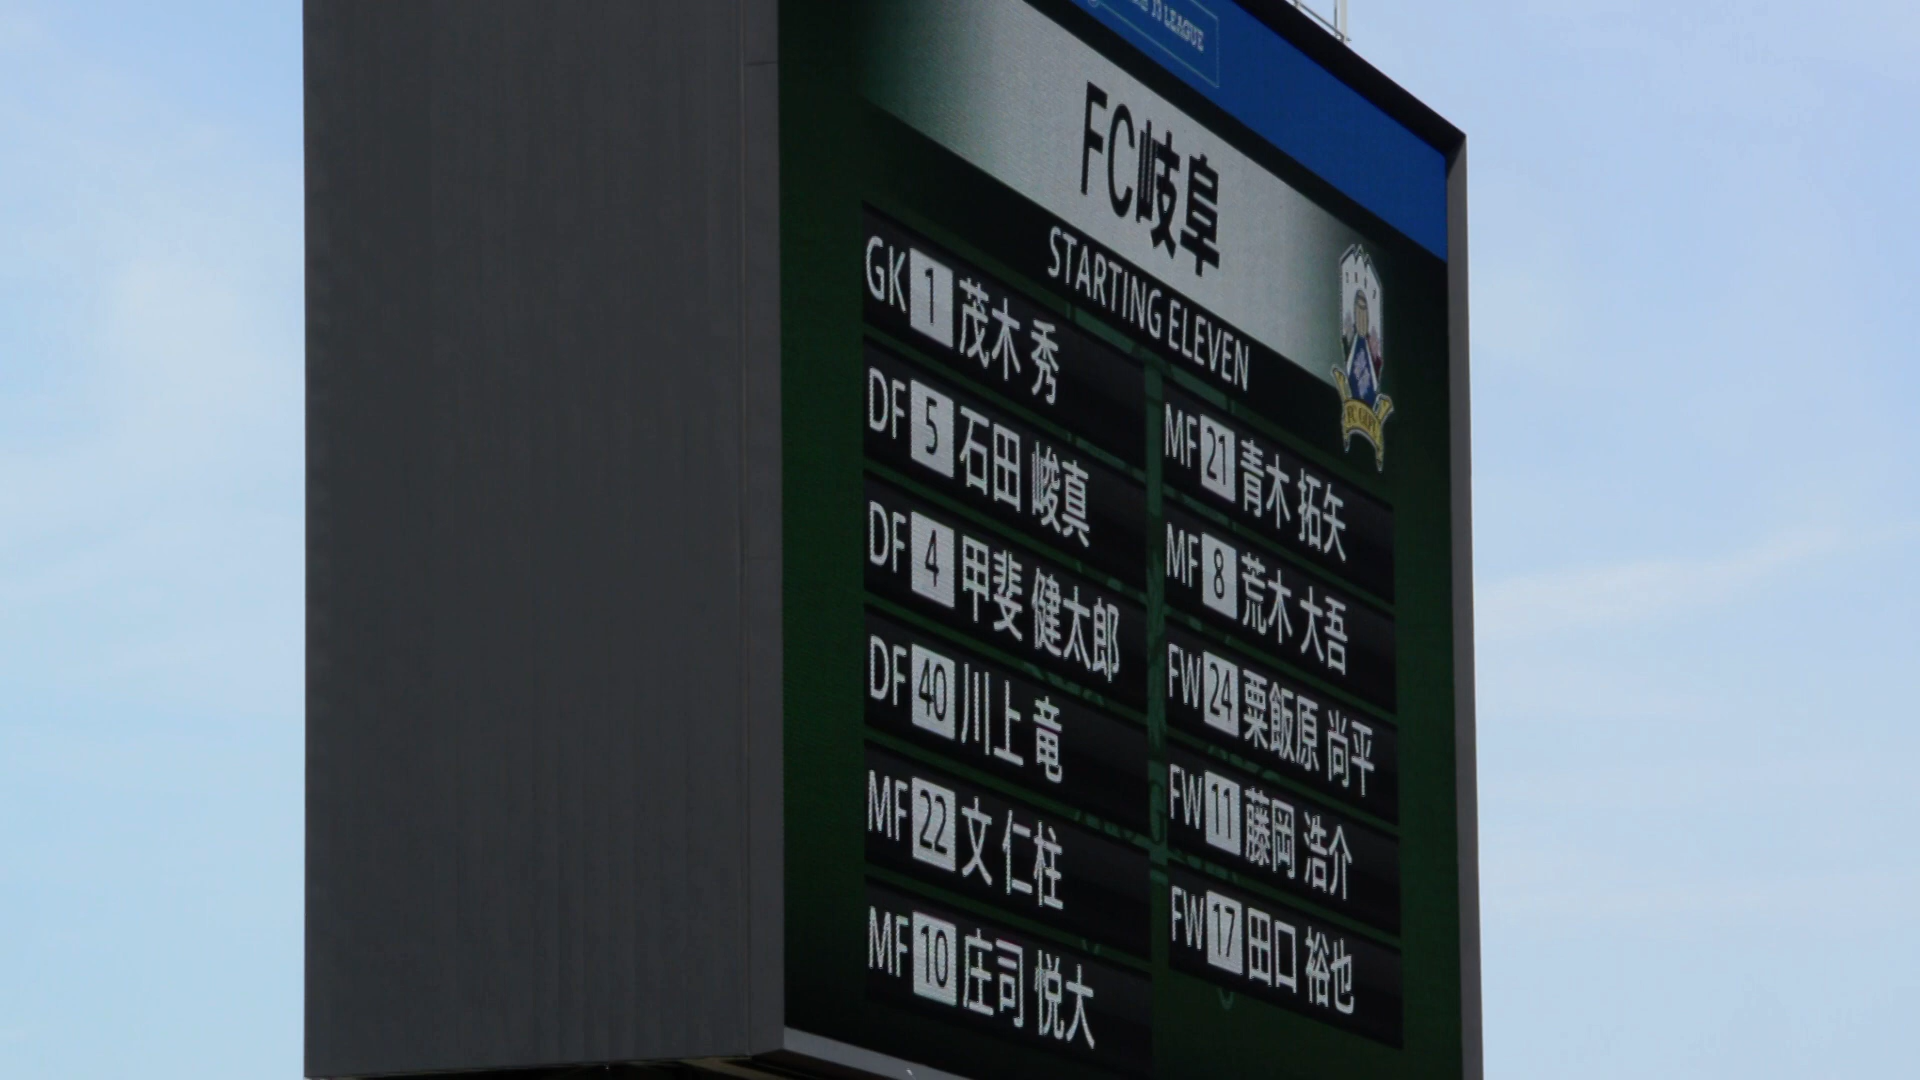 LEAGUE
FC岐阜
STARTING ELEVEN
GK 1 茂木 秀
DF 5 石田 峻真
DF 4 甲斐 健太郎
DF 40 川上 竜
MF 22 文 仁柱
MF 10 庄司 悦大
MF 21 青木 拓矢
MF 8 荒木 大吾
FW 24 粟飯原 尚平
FW 11 藤岡 浩介
FW 17 田口 裕也
FC GIFU